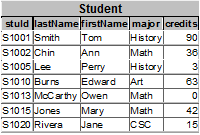 Student
stuId lastName firstName major credits
S1001 Smith Tom History 90
S1002 Chin Ann Math 36
S1005 Lee Perry History 3
S1010 Burns Edward Art 63
S1013 McCarthy Owen Math 0
S1015 Jones Mary Math 42
S1020 Rivera Jane CSC 15